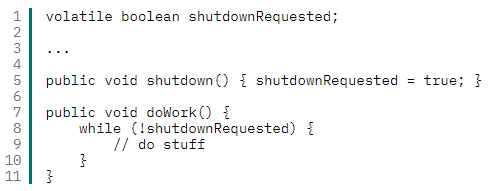 1 volatile boolean shutdownRequested;
2
3 ...
4
5 public void shutdown() { shutdownRequested = true; }
6
7 public void doWork() {
8     while (!shutdownRequested) {
9         // do stuff
10     }
11 }